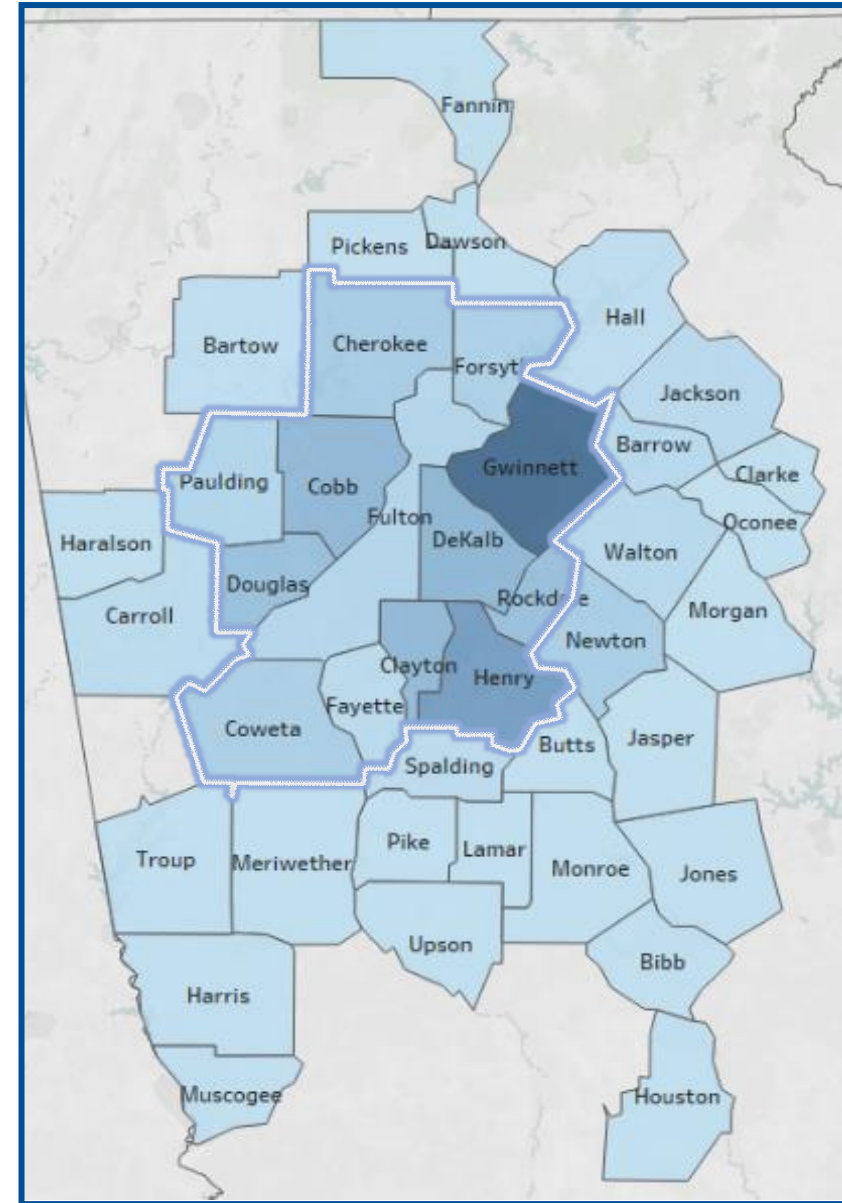 Fannin
Pickens
Dawson
Hall
Bartow
Cherokee
Forsyt
Jackson
Barrow
Gwinnett
Clarke
Paulding
Cobb
Fulton
DeKalb
Oconee
Haralson
Walton
Douglas
Rockd e
Carroll
Morgan
Newton
Clayton
Henry
Fayette
Coweta
Butts
Jasper
Spalding
Troup
Meriwether
Pike
Lamar
Monroe
Jones
Upson
Bibb
Harris
Muscogee
Houston